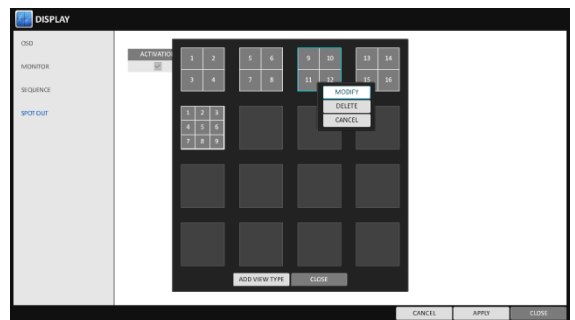 DISPLAY
OSD
MONITOR
SEQUENCE
SPOT OUT
ACTIVATIO
1 2 5 6 9 10 13 14
3 4 7 8 11 12 15 16
MODIFY
DELETE
CANCEL
1 2 3
4 5 6
7 8 9
ADD VIEW TYPE CLOSE
CANCEL APPLY CLOSE